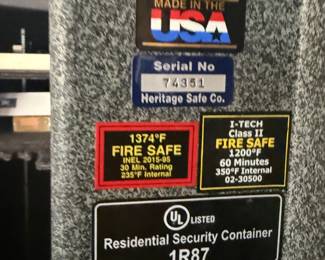 MADE IN THE
USA
Serial No
74351
Heritage Safe Co.
1374°F
FIRE SAFE
INEL 2015-95
30 Min. Rating
235°F Internal
I-TECH
Class II
FIRE SAFE
1200°F
60 Minutes
350°F Internal
02-30500
UL LISTED
Residential Security Container
1R87